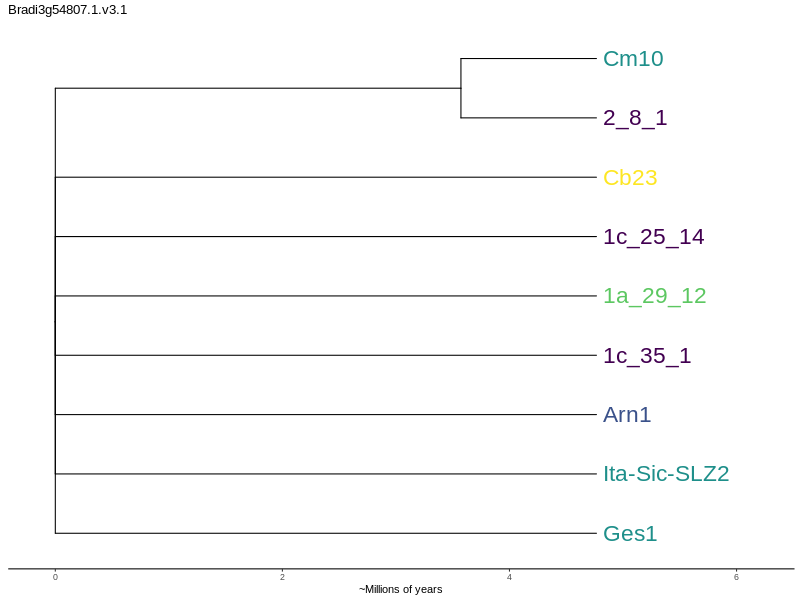 Bradi3g54807.1.v3.1
Cm10
2_8_1
Cb23
1c_25_14
1a_29_12
1c_35_1
Arn1
Ita-Sic-SLZ2
Ges1
0 2 4 6
~Millions of years